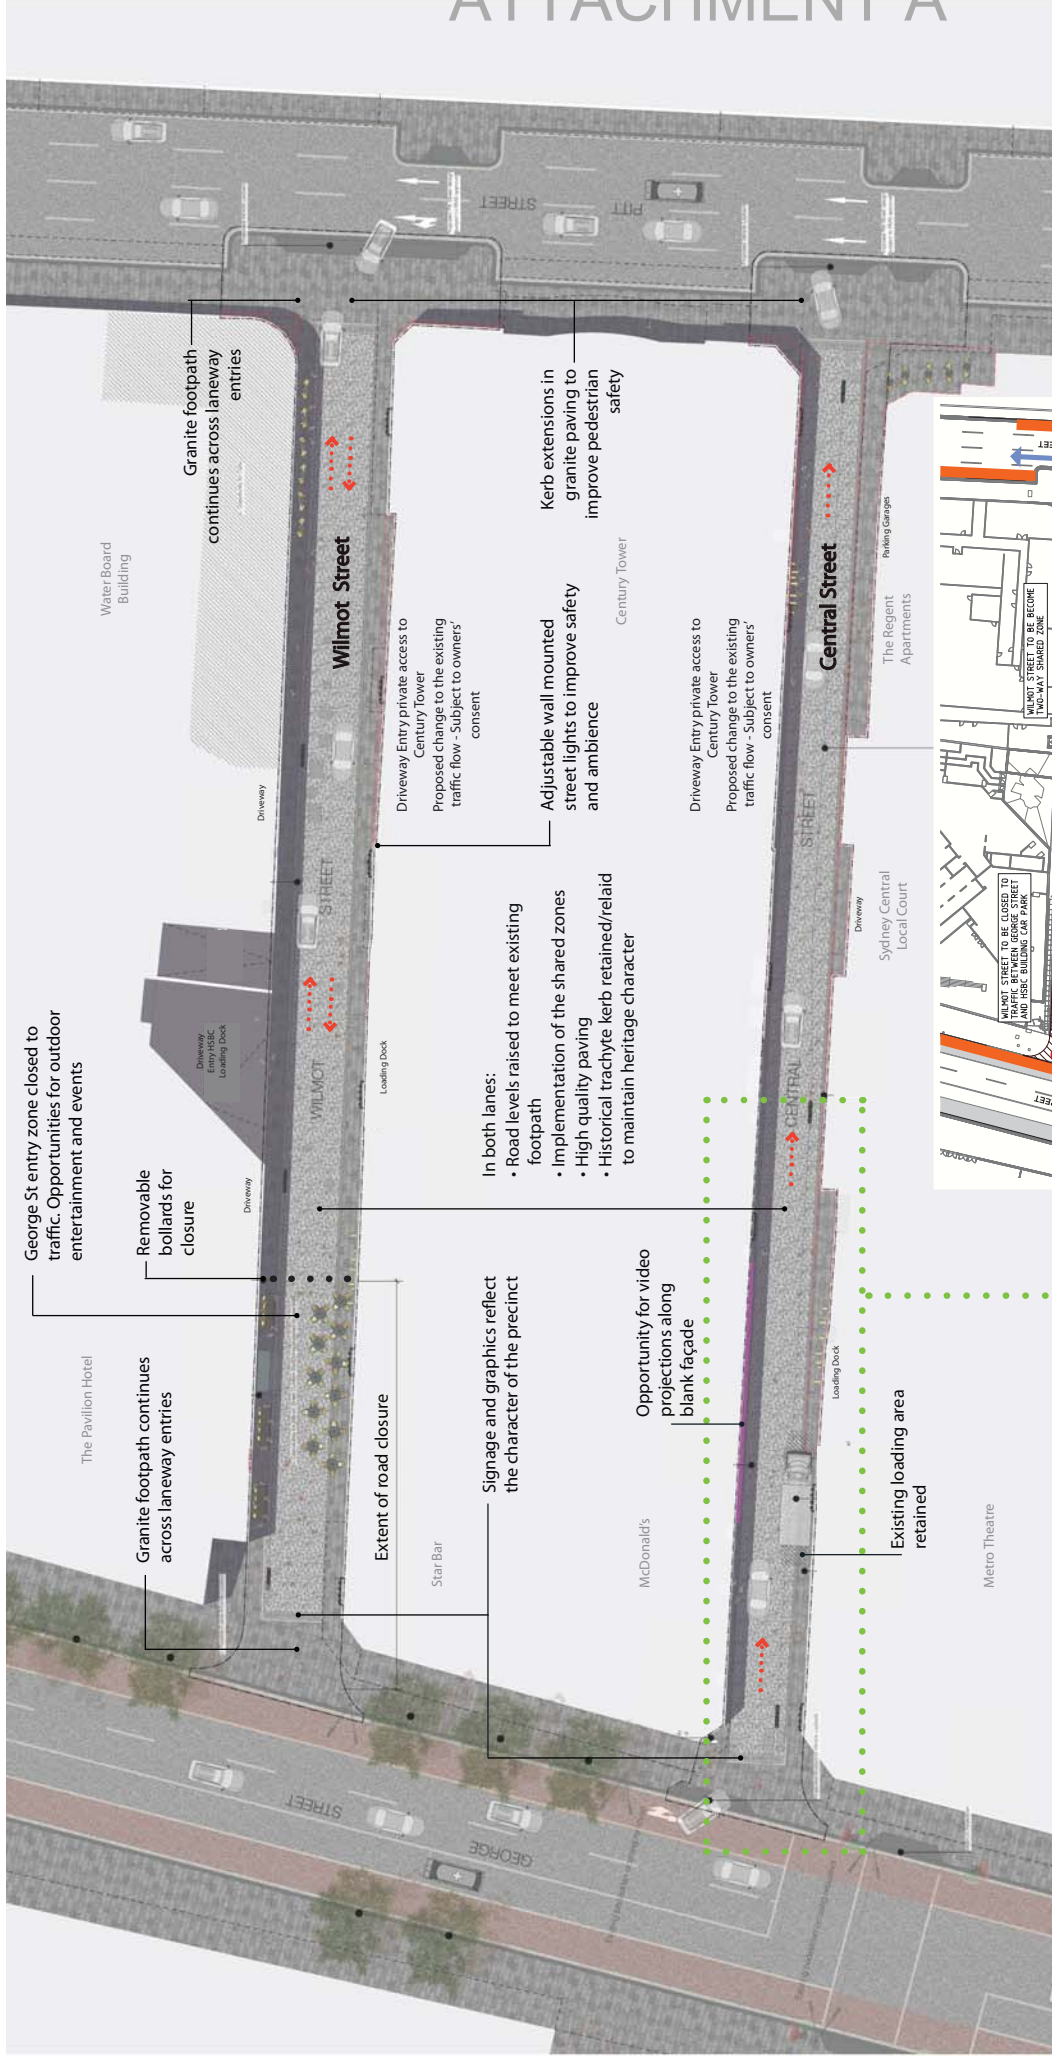 ATTACHMENT A
George St entry zone closed to
traffic. Opportunities for outdoor
entertainment and events
Water Board
Building
The Pavilion Hotel
Granite footpath
continues across laneway
entries
Removable
bollards for
closure
Granite footpath continues
across laneway entries
Driveway
Entry HSBC
Loading Dock
Driveway
Driveway
Wilmot Street
WILMOT
STREET
Loading Dock
Extent of road closure
Driveway Entry private access to
Century Tower
Proposed change to the existing
traffic flow - Subject to owners'
consent
Star Bar
Signage and graphics reflect
the character of the precinct
In both lanes:
• Road levels raised to meet existing
footpath
• Implementation of the shared zones
• High quality paving
• Historical trachyte kerb retained/relaid
to maintain heritage character
Adjustable wall mounted
street lights to improve safety
and ambience
Kerb extensions in
granite paving to
improve pedestrian
safety
Century Tower
McDonald's
Opportunity for video
projections along
blank façade
Driveway Entry private access to
Century Tower
Proposed change to the existing
traffic flow - Subject to owners'
consent
Central Street
CENTRAL
STREET
Loading Dock
Driveway
Parking Garages
Existing loading area
retained
Sydney Central
Local Court
The Regent
Apartments
Metro Theatre
GEORGE
STREET
PITT
STREET
WILMOT STREET TO BE CLOSED TO
TRAFFIC BETWEEN GEORGE STREET
AND HSBC BUILDING CAR PARK
WILMOT STREET TO BE BECOME
TWO-WAY SHARED ZONE